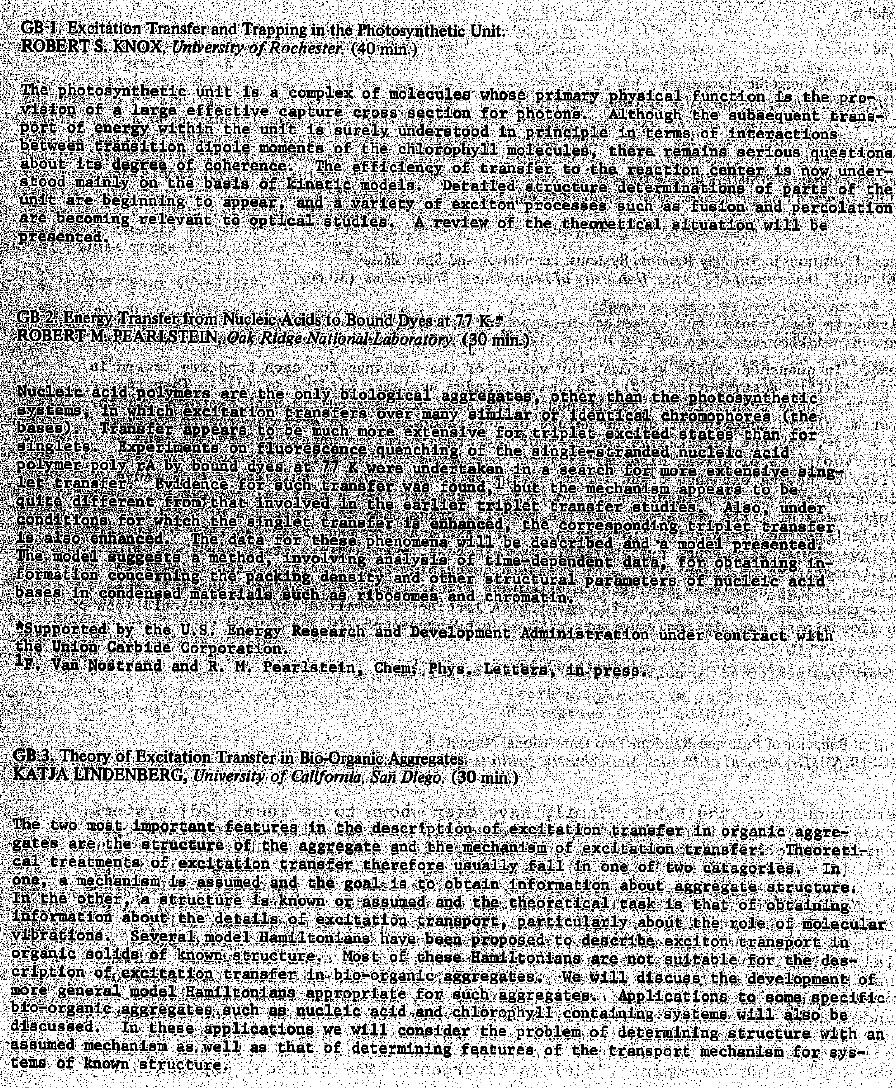 GB 1. Excitation Transfer and Trapping in the Photosynthetic Unit.
ROBERT S. KNOX, University of Rochester. (40 min.)
The photosynthetic unit is a complex of molecules whose primary physical function is the pro-
vision of a large effective capture cross section for photons. Although the subsequent trans-
port of energy within the unit is surely understood in principle in terms of interactions
between transition dipole moments of the chlorophyll molecules, there remains serious questions
about its degree of coherence. The efficiency of transfer to the reaction center is now under-
stood mainly on the basis of kinetic models. Detailed structure determinations of parts of the
unit are beginning to appear, and a variety of exciton processes such as fusion and percolation
are becoming relevant to optical studies. A review of the theoretical situation will be
presented.
GB 2. Energy Transfer from Nucleic Acids to Bound Dyes at 77 K.*
ROBERT M. PEARLSTEIN, Oak Ridge National Laboratory. (30 min.)
Nucleic acid polymers are the only biological aggregates, other than the photosynthetic
systems, in which excitation transfers over many similar or identical chromophores (the
bases). Transfer appears to be much more extensive for triplet excited states than for
singlets. Experiments on fluorescence quenching of the single-stranded nucleic acid
polymer poly rA by bound dyes at 77 K were undertaken in a search for more extensive sing-
let transfer. Evidence for such transfer was found,1 but the mechanism appears to be
quite different from that involved in the earlier triplet transfer studies. Also, under
conditions for which the singlet transfer is enhanced, the corresponding triplet transfer
is also enhanced. The data for these phenomena will be described and a model presented.
The model suggests a method, involving analysis of time-dependent data, for obtaining in-
formation concerning the packing density and other structural parameters of nucleic acid
bases in condensed materials such as ribosomes and chromatin.
*Supported by the U.S. Energy Research and Development Administration under contract with
the Union Carbide Corporation.
1F. Van Nostrand and R. M. Pearlstein, Chem. Phys. Letters, in press.
GB 3. Theory of Excitation Transfer in Bio-Organic Aggregates.
KATJA LINDENBERG, University of California, San Diego. (30 min.)
The two most important features in the description of excitation transfer in organic aggre-
gates are the structure of the aggregate and the mechanism of excitation transfer. Theoreti-
cal treatments of excitation transfer therefore usually fall in one of two catagories. In
one, a mechanism is assumed and the goal is to obtain information about aggregate structure.
In the other, a structure is known or assumed and the theoretical task is that of obtaining
information about the details of excitation transport, particularly about the role of molecular
vibrations. Several model Hamiltonians have been proposed to describe exciton transport in
organic solids of known structure. Most of these Hamiltonians are not suitable for the des-
cription of excitation transfer in bio-organic aggregates. We will discuss the development of
more general model Hamiltonians appropriate for such aggregates. Applications to some specific
bio-organic aggregates such as nucleic acid and chlorophyll containing systems will also be
discussed. In these applications we will consider the problem of determining structure with an
assumed mechanism as well as that of determining features of the transport mechanism for sys-
tems of known structure.